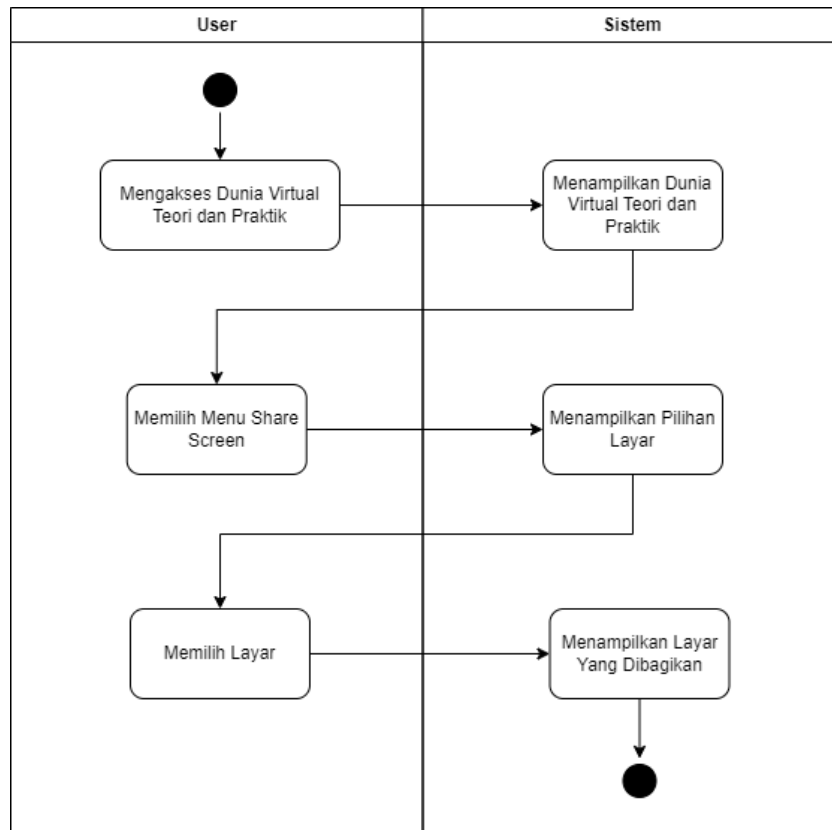 User
Sistem
Mengakses Dunia Virtual
Teori dan Praktik
Menampilkan Dunia
Virtual Teori dan
Praktik
Memilih Menu Share
Screen
Menampilkan Pilihan
Layar
Memilih Layar
Menampilkan Layar
Yang Dibagikan